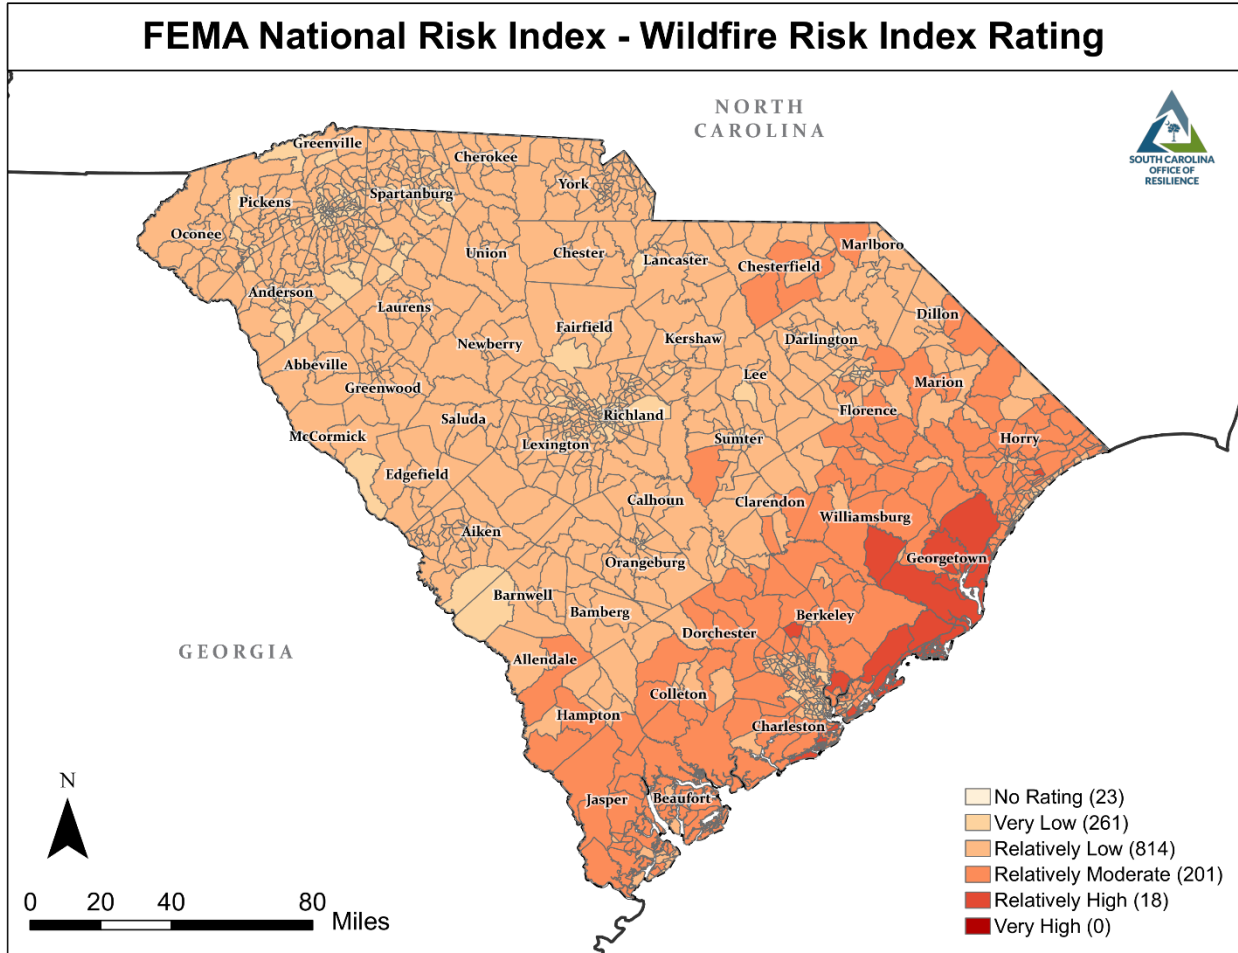 FEMA National Risk Index - Wildfire Risk Index Rating
NORTH
CAROLINA
SOUTH CAROLINA
OFFICE OF
RESILIENCE
Greenville
Cherokee
York
Spartanburg
Pickens
Oconee
Union
Chester
Lancaster
Chesterfield
Marlboro
Anderson
Laurens
Fairfield
Kershaw
Darlington
Dillon
Newberry
Abbeville
Greenwood
Lee
Marion
Saluda
Richland
Florence
McCormick
Lexington
Sumter
Horry
Edgefield
Calhoun
Clarendon
Williamsburg
Aiken
Orangeburg
Georgetown
Barnwell
Bamberg
Berkeley
Dorchester
GEORGIA
Allendale
Colleton
Hampton
Charleston
Jasper
Beaufort
N
0 20 40 80 Miles
No Rating (23)
Very Low (261)
Relatively Low (814)
Relatively Moderate (201)
Relatively High (18)
Very High (0)